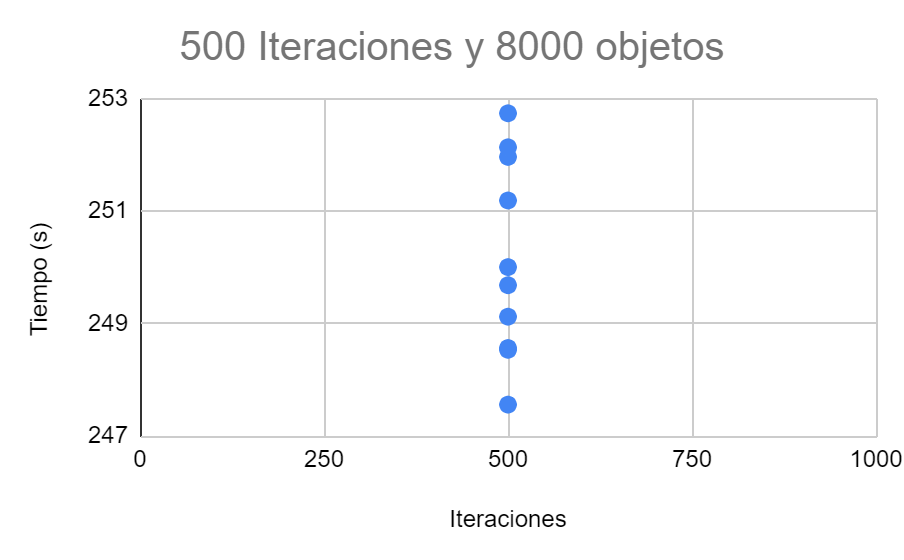 500 Iteraciones y 8000 objetos
253
251
249
247
Tiempo (s)
0 250 500 750 1000
Iteraciones